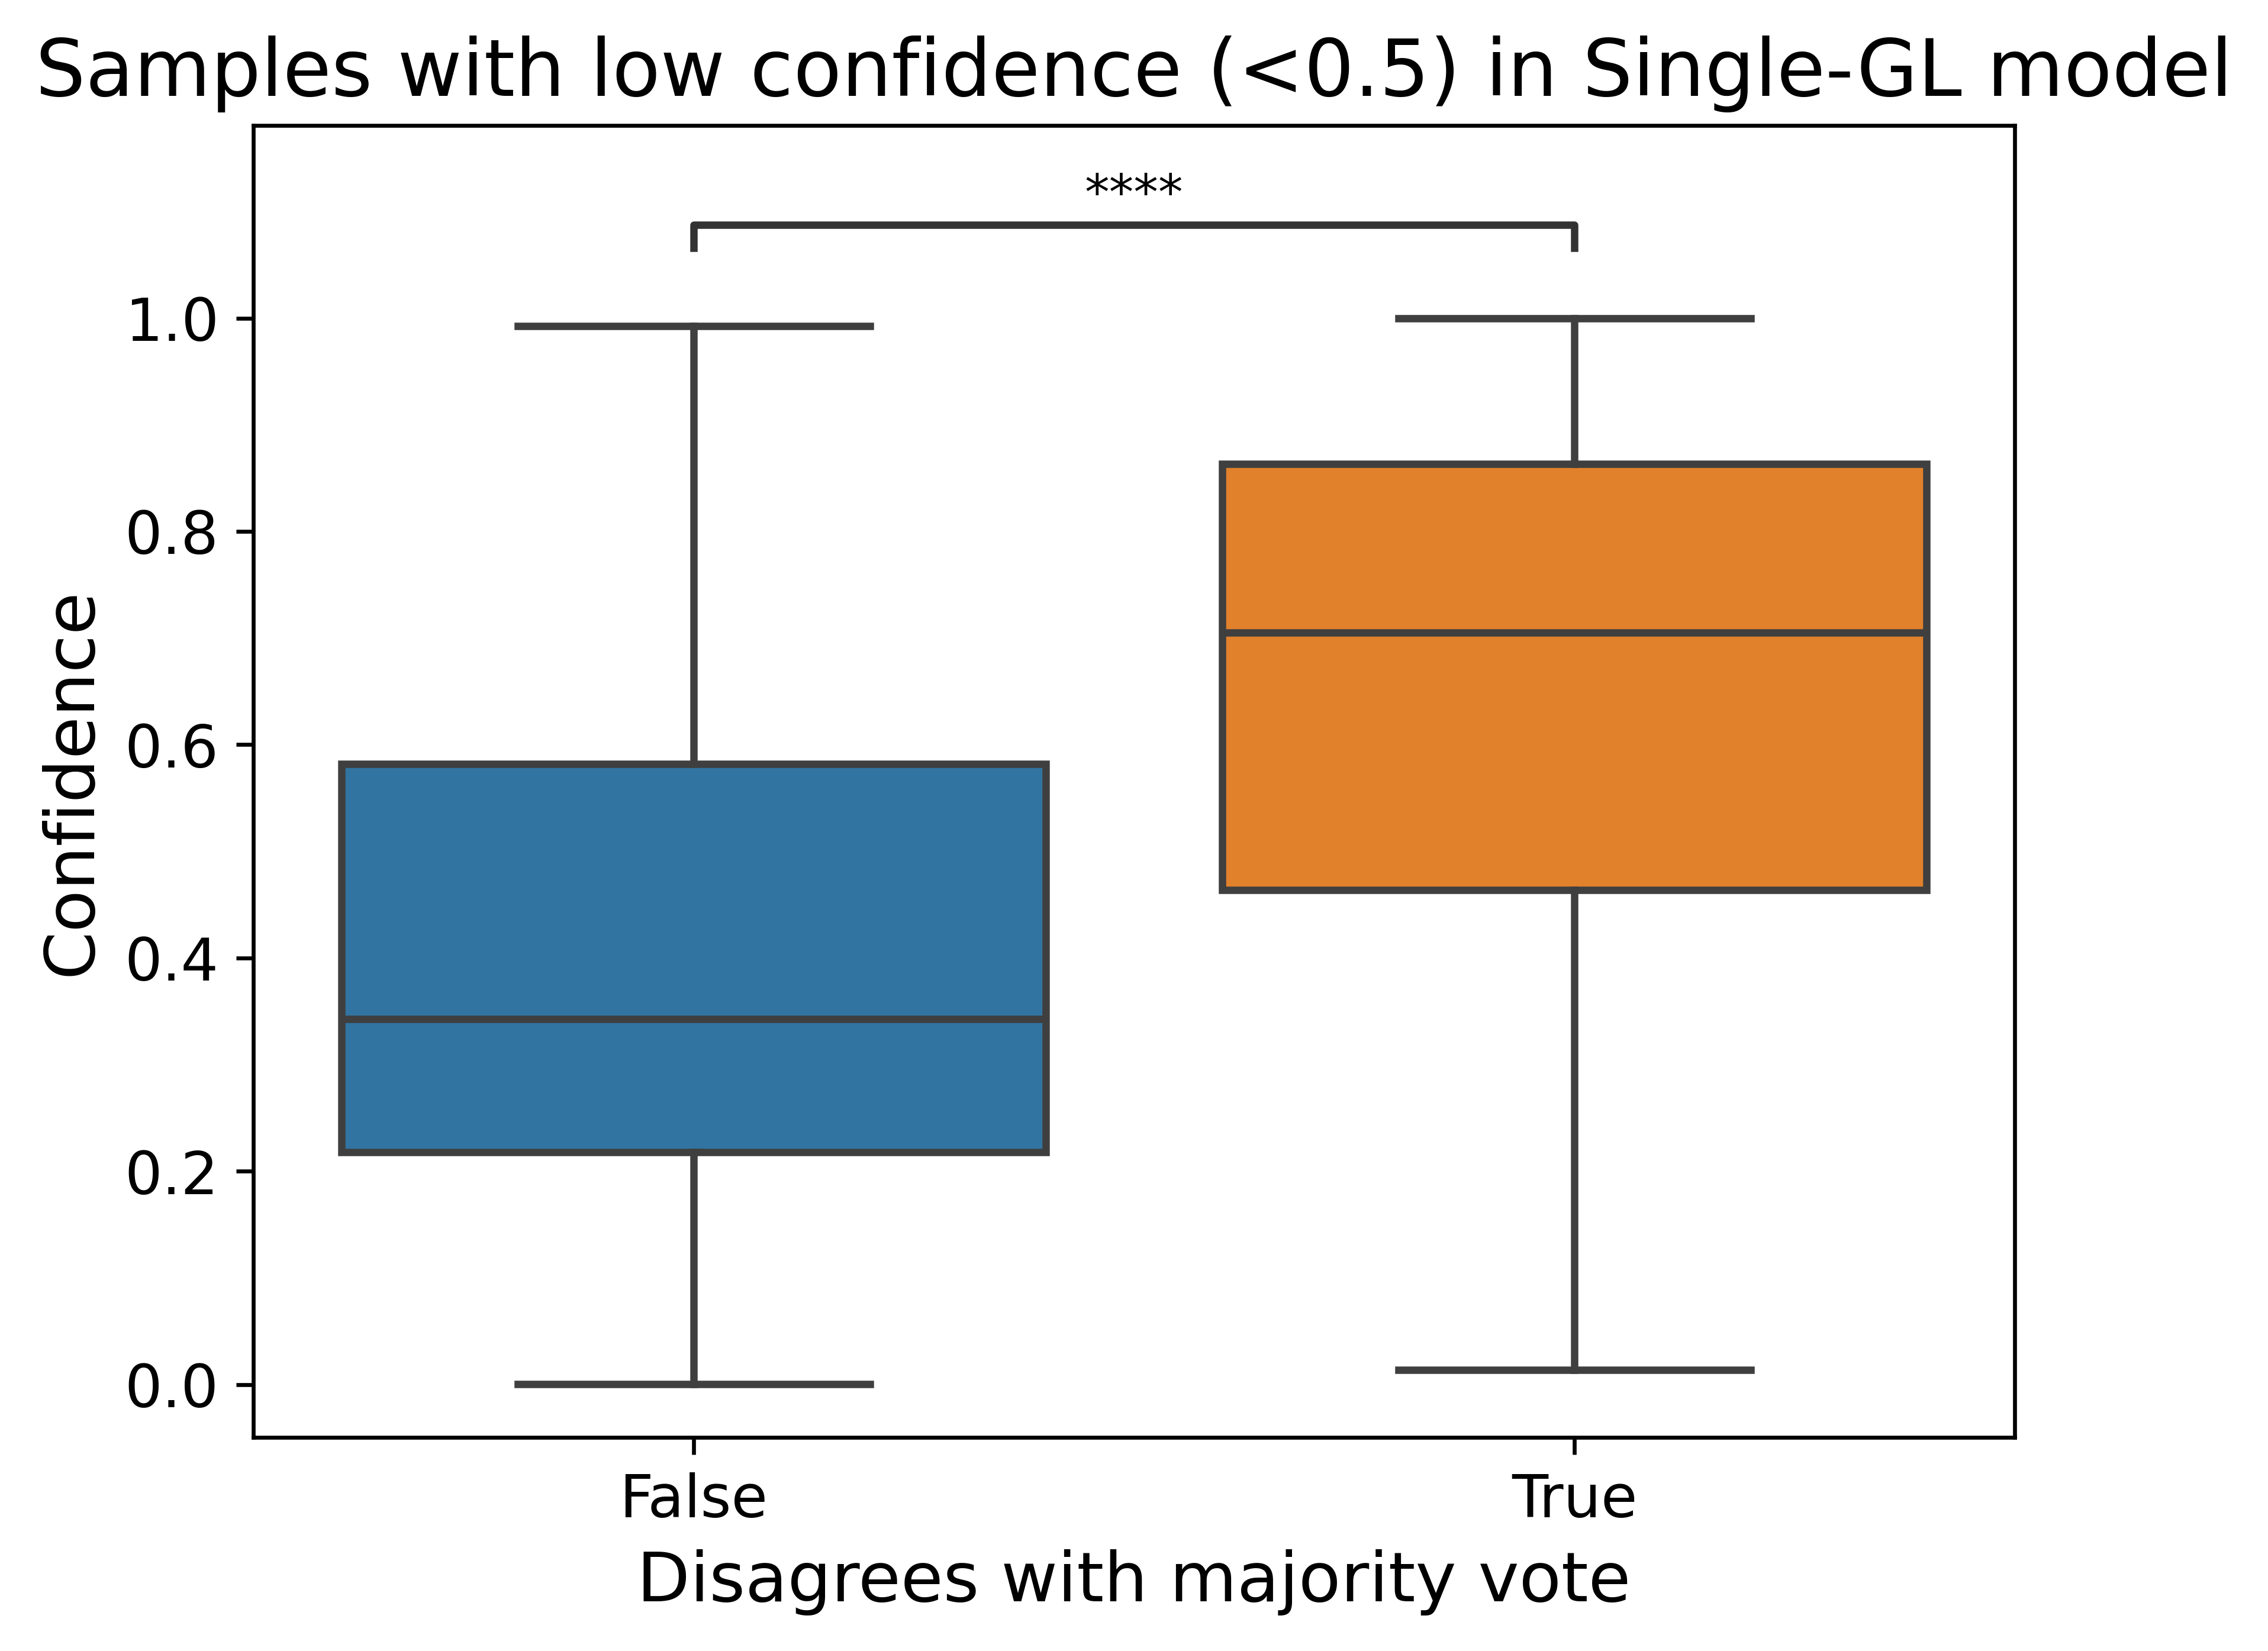 Samples with low confidence (<0.5) in Single-GL model
****
1.0
0.8
0.6
0.4
0.2
0.0
Confidence
False
True
Disagrees with majority vote